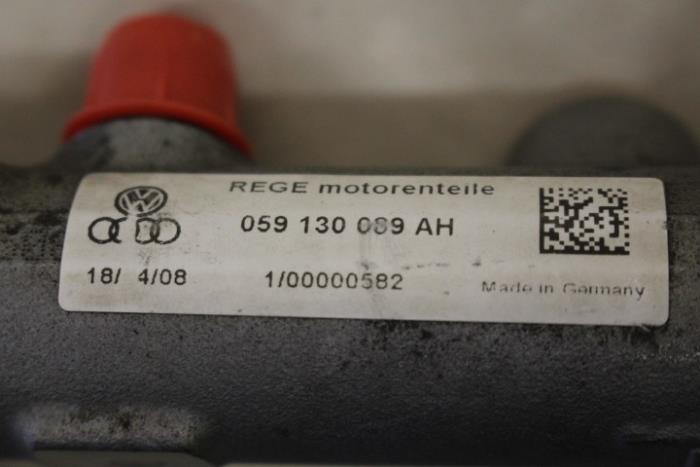 REGE motorenteile
059 130 089 AH
18/ 4/08 1/00000582
Made in Germany